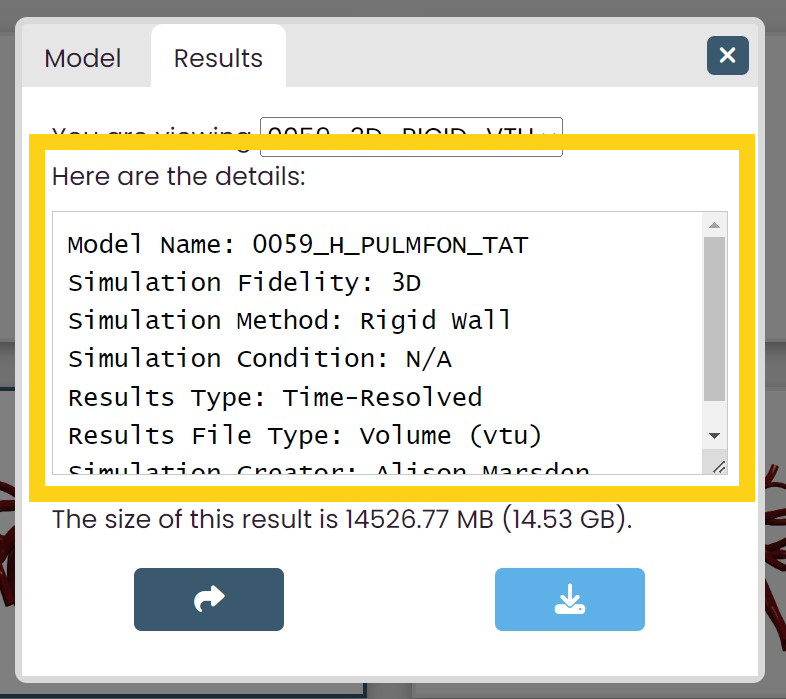 Model
Results
You are viewing 0059_3D_RIGID_VTU
Here are the details:
Model Name: 0059_H_PULMFON_TAT
Simulation Fidelity: 3D
Simulation Method: Rigid Wall
Simulation Condition: N/A
Results Type: Time-Resolved
Results File Type: Volume (vtu)
Simulation Creator: Alison Marsden
The size of this result is 14526.77 MB (14.53 GB).